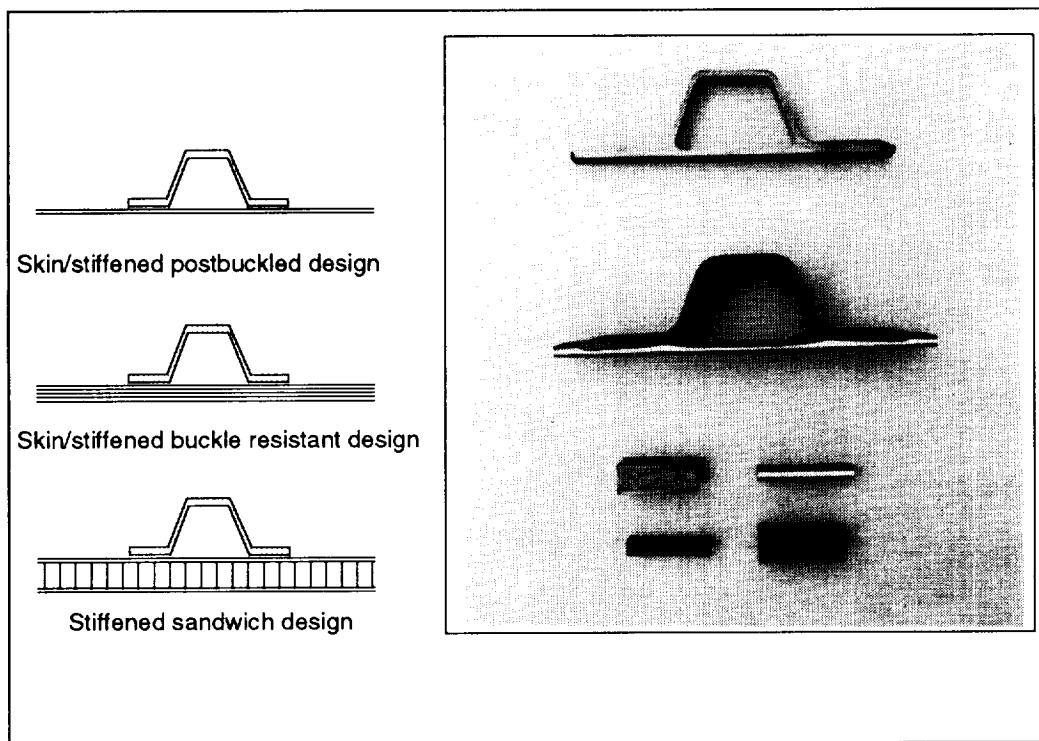 Skin/stiffened postbuckled design
Skin/stiffened buckle resistant design
Stiffened sandwich design